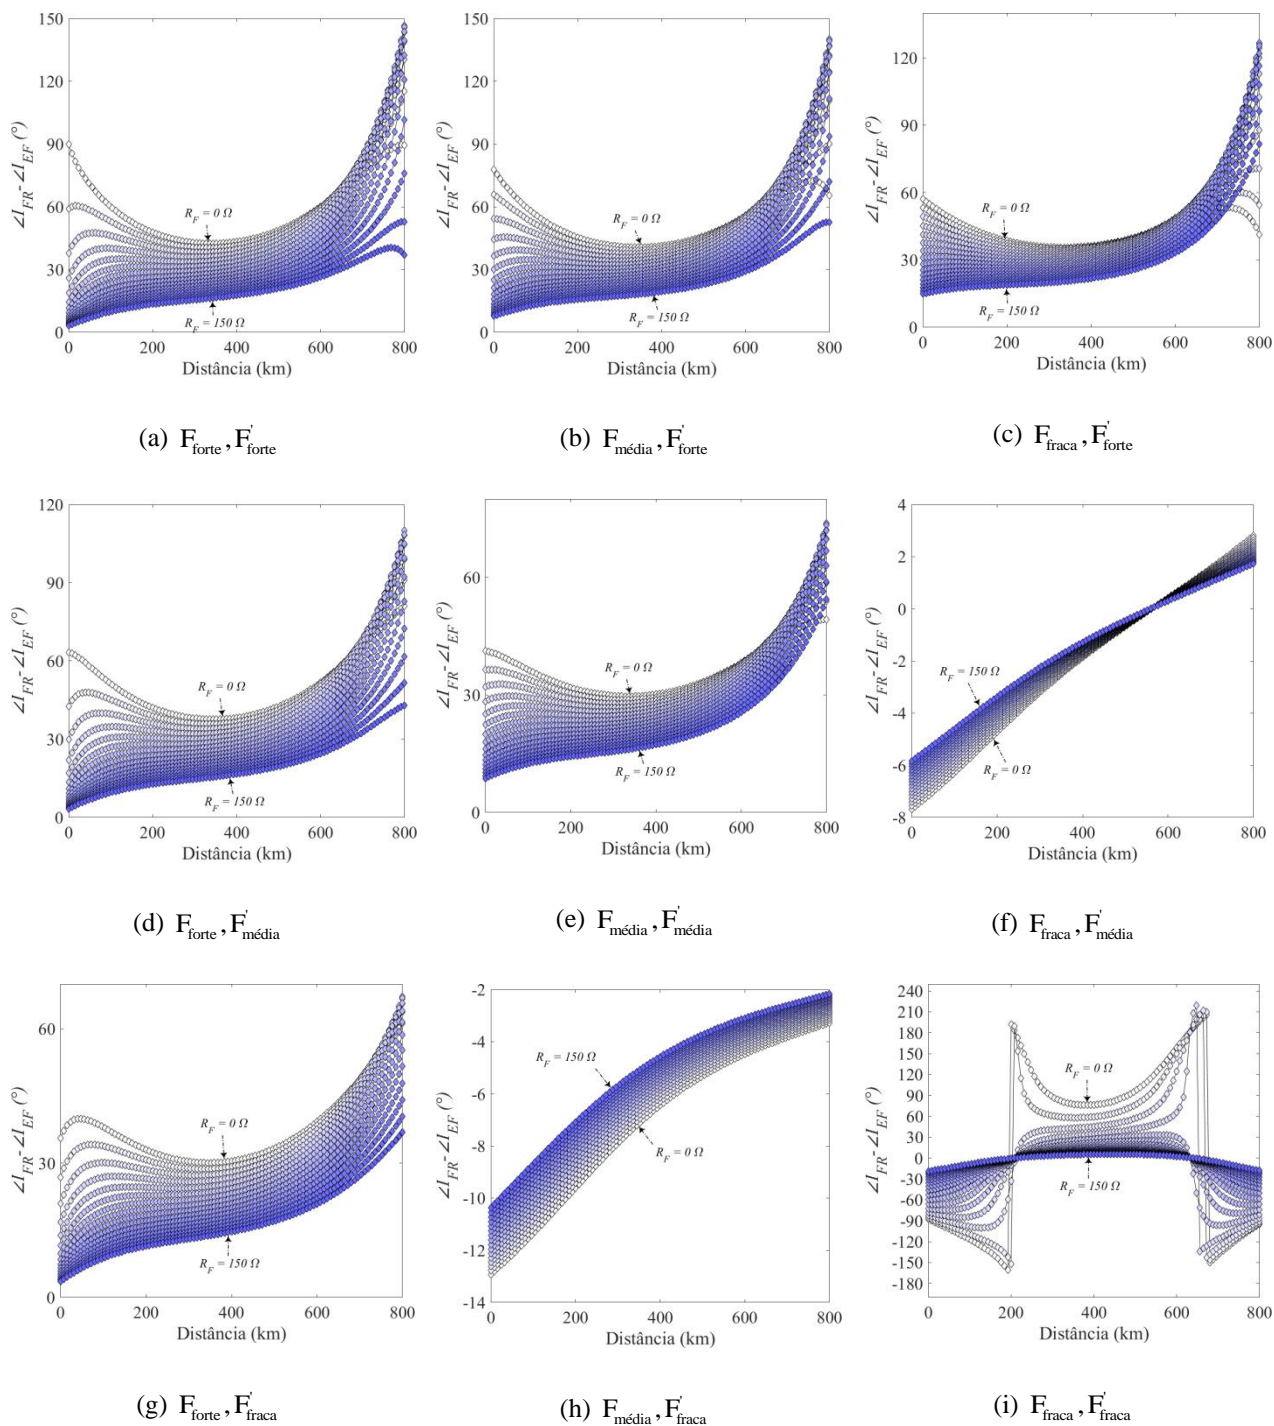 150
120
90
60
30
0
∠I_FR-∠I_EF (°)
R_F = 0 Ω
R_F = 150 Ω
0 200 400 600 800
Distância (km)
(a) F_forte, F'_forte
150
120
90
60
30
0
∠I_FR-∠I_EF (°)
R_F = 0 Ω
R_F = 150 Ω
0 200 400 600 800
Distância (km)
(b) F_média, F'_forte
120
90
60
30
0
∠I_FR-∠I_EF (°)
R_F = 0 Ω
R_F = 150 Ω
0 200 400 600 800
Distância (km)
(c) F_fraca, F'_forte
120
90
60
30
0
∠I_FR-∠I_EF (°)
R_F = 0 Ω
R_F = 150 Ω
0 200 400 600 800
Distância (km)
(d) F_forte, F'_média
60
30
0
∠I_FR-∠I_EF (°)
R_F = 0 Ω
R_F = 150 Ω
0 200 400 600 800
Distância (km)
(e) F_média, F'_média
4
2
0
-2
-4
-6
-8
∠I_FR-∠I_EF (°)
R_F = 150 Ω
R_F = 0 Ω
0 200 400 600 800
Distância (km)
(f) F_fraca, F'_média
60
30
0
∠I_FR-∠I_EF (°)
R_F = 0 Ω
R_F = 150 Ω
0 200 400 600 800
Distância (km)
(g) F_forte, F'_fraca
-2
-4
-6
-8
-10
-12
-14
∠I_FR-∠I_EF (°)
R_F = 150 Ω
R_F = 0 Ω
0 200 400 600 800
Distância (km)
(h) F_média, F'_fraca
240
210
180
150
120
90
60
30
0
-30
-60
-90
-120
-150
-180
∠I_FR-∠I_EF (°)
R_F = 0 Ω
R_F = 150 Ω
0 200 400 600 800
Distância (km)
(i) F_fraca, F'_fraca